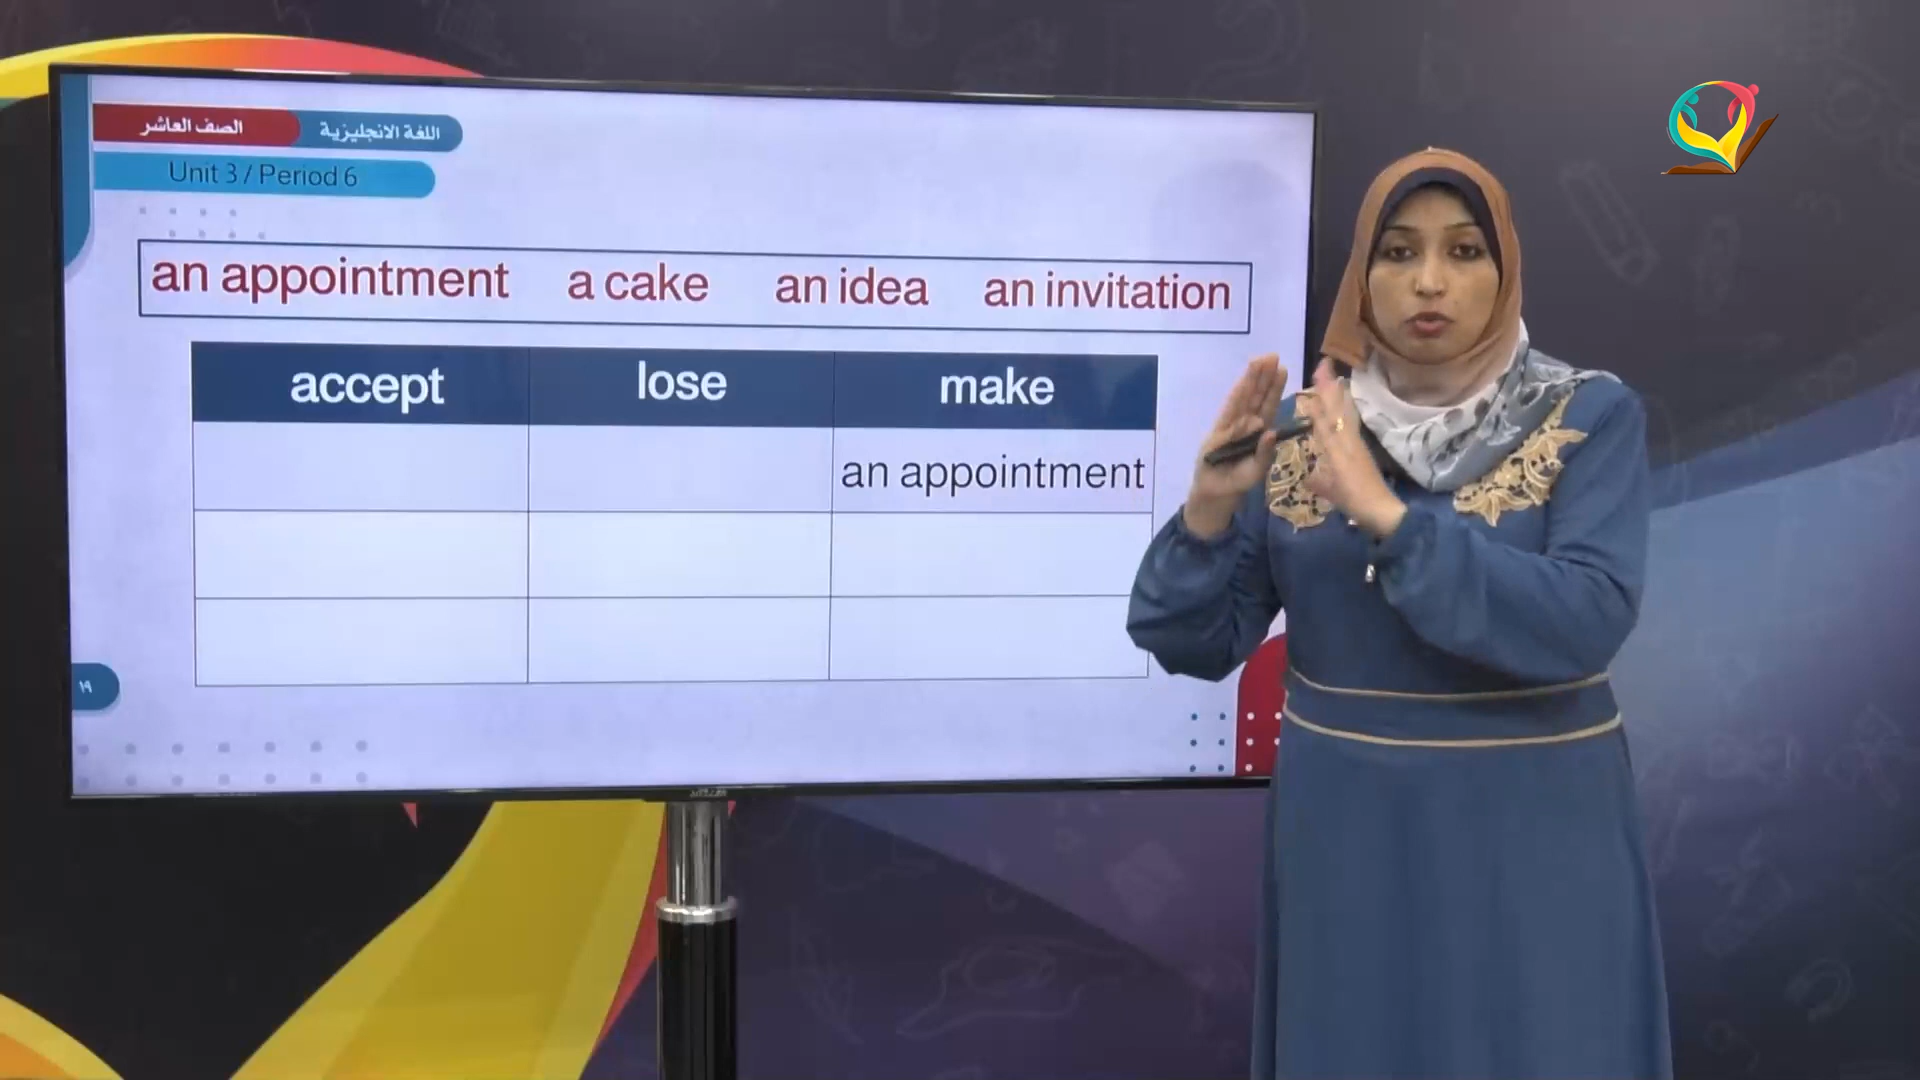 اللغة الانجليزية الصف العاشر
Unit 3 / Period 6
an appointment a cake an idea an invitation
accept lose make
an appointment
١٩